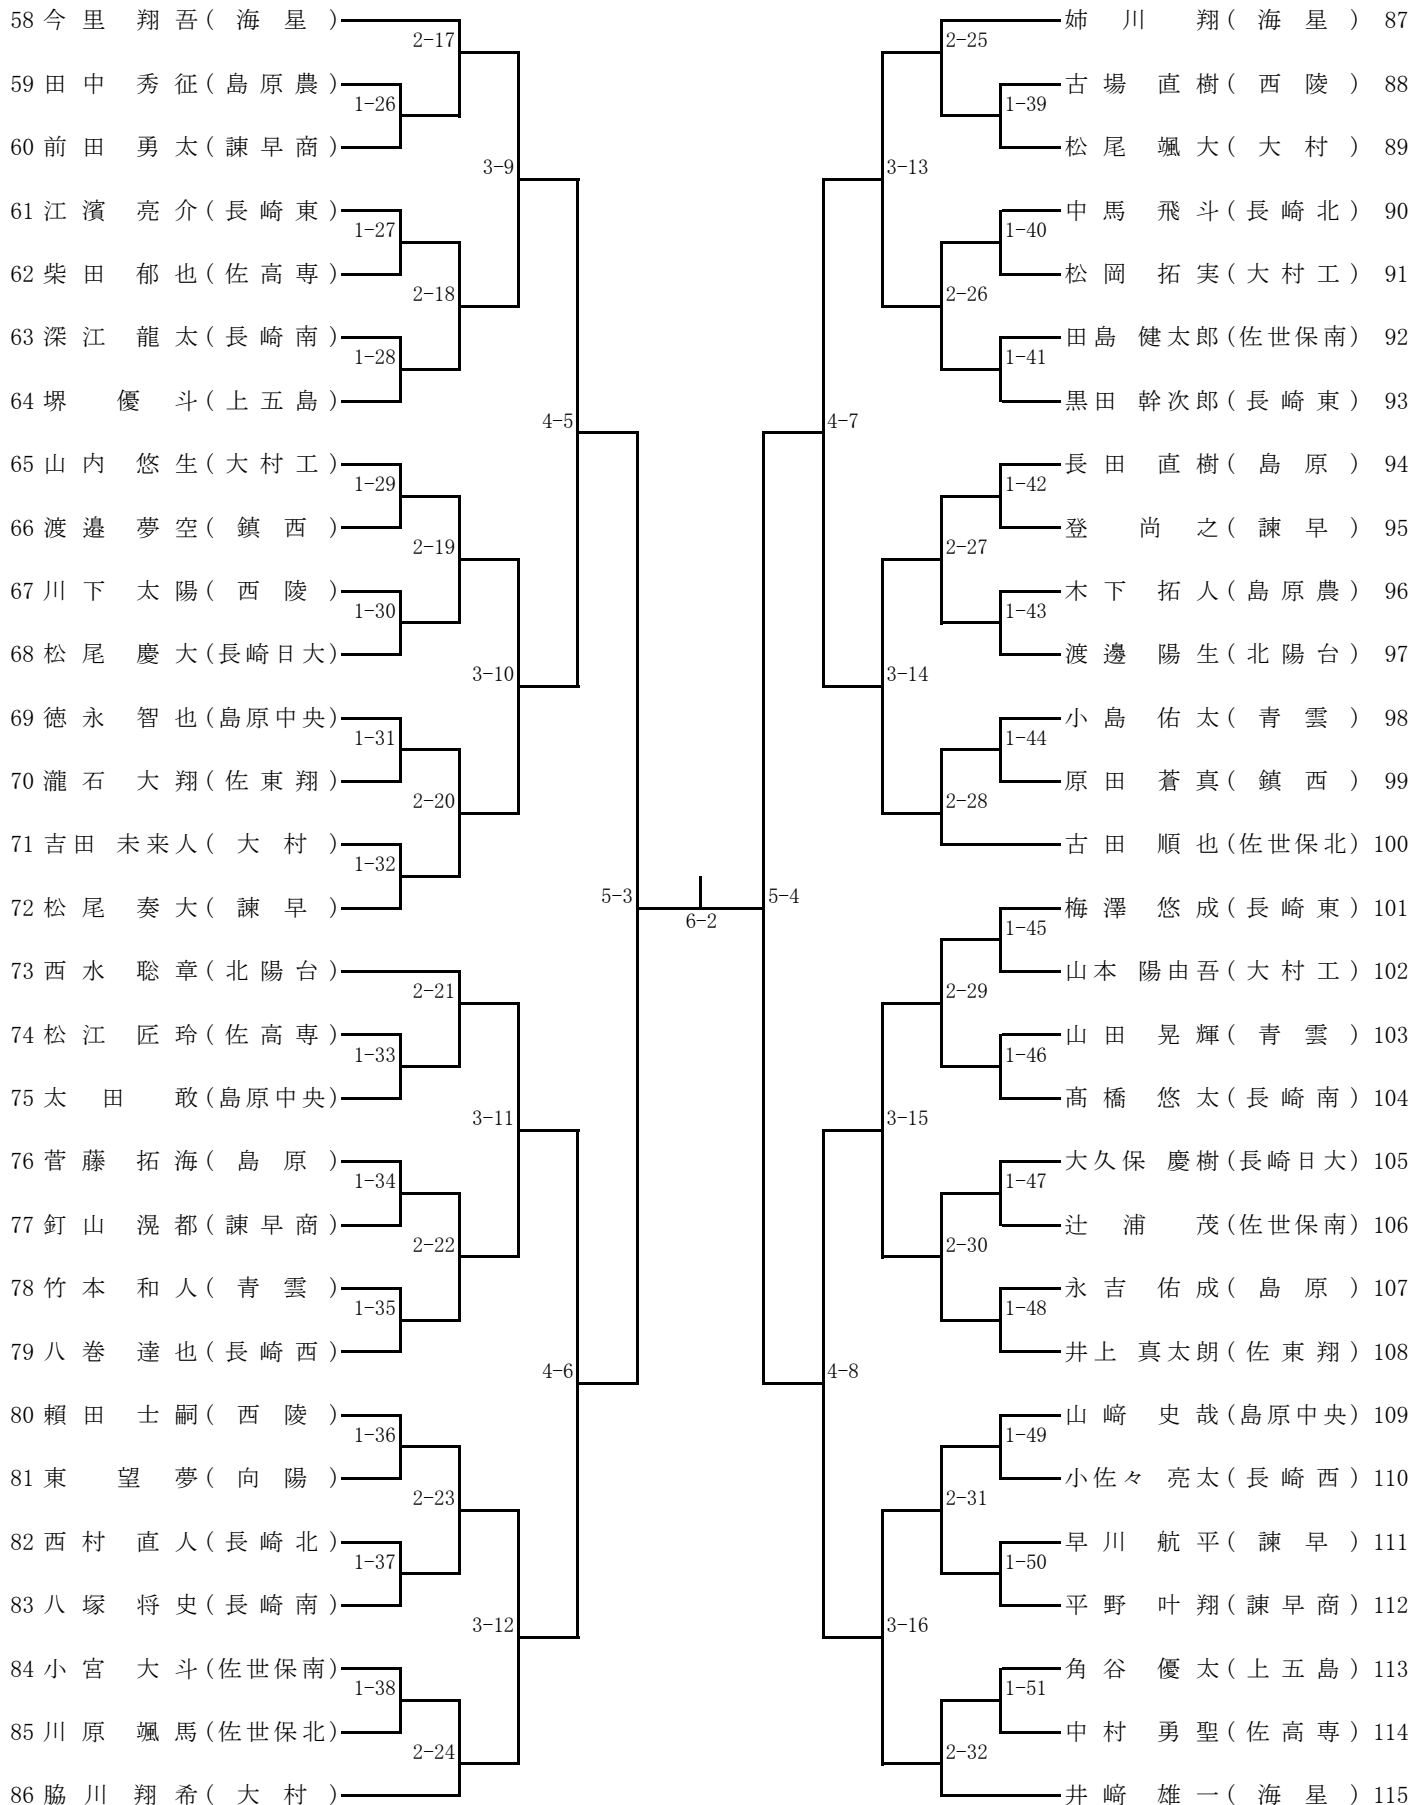 58 今里 翔吾 (海星)
2-17
59 田中 秀征 (島原農)
1-26
60 前田 勇太 (諫早商)
3-9
61 江濱 亮介 (長崎東)
1-27
62 柴田 郁也 (佐高専)
2-18
63 深江 龍太 (長崎南)
1-28
64 堺 優斗 (上五島)
4-5
65 山内 悠生 (大村工)
1-29
66 渡邉 夢空 (鎮西)
2-19
67 川下 太陽 (西陵)
1-30
68 松尾 慶大 (長崎日大)
3-10
69 徳永 智也 (島原中央)
1-31
70 瀧石 大翔 (佐東翔)
2-20
71 吉田 未来人 (大村)
1-32
72 松尾 奏大 (諫早)
5-3
73 西水 聡章 (北陽台)
2-21
74 松江 匠玲 (佐高専)
1-33
75 太田 敢 (島原中央)
3-11
76 菅藤 拓海 (島原)
1-34
77 釘山 滉都 (諫早商)
2-22
78 竹本 和人 (青雲)
1-35
79 八巻 達也 (長崎西)
4-6
80 頼田 士嗣 (西陵)
1-36
81 東 望夢 (向陽)
2-23
82 西村 直人 (長崎北)
1-37
83 八塚 将史 (長崎南)
3-12
84 小宮 大斗 (佐世保南)
1-38
85 川原 颯馬 (佐世保北)
2-24
86 脇川 翔希 (大村)
6-2
姉川 翔 (海星) 87
2-25
古場 直樹 (西陵) 88
1-39
松尾 颯大 (大村) 89
3-13
中馬 飛斗 (長崎北) 90
1-40
松岡 拓実 (大村工) 91
2-26
田島 健太郎 (佐世保南) 92
1-41
黒田 幹次郎 (長崎東) 93
4-7
長田 直樹 (島原) 94
1-42
登 尚之 (諫早) 95
2-27
木下 拓人 (島原農) 96
1-43
渡邊 陽生 (北陽台) 97
3-14
小島 佑太 (青雲) 98
1-44
原田 蒼真 (鎮西) 99
2-28
古田 順也 (佐世保北) 100
5-4
梅澤 悠成 (長崎東) 101
1-45
山本 陽由吾 (大村工) 102
2-29
山田 晃輝 (青雲) 103
1-46
髙橋 悠太 (長崎南) 104
3-15
大久保 慶樹 (長崎日大) 105
1-47
辻浦 茂 (佐世保南) 106
2-30
永吉 佑成 (島原) 107
1-48
井上 真太朗 (佐東翔) 108
4-8
山﨑 史哉 (島原中央) 109
1-49
小佐々 亮太 (長崎西) 110
2-31
早川 航平 (諫早) 111
1-50
平野 叶翔 (諫早商) 112
3-16
角谷 優太 (上五島) 113
1-51
中村 勇聖 (佐高専) 114
2-32
井﨑 雄一 (海星) 115